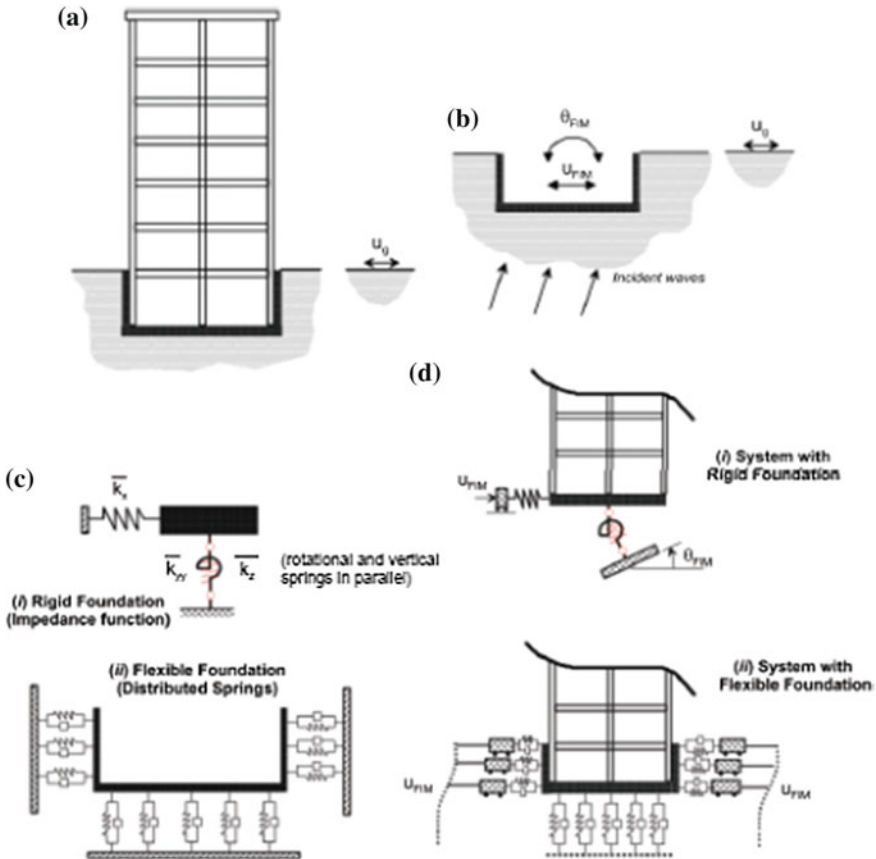 (a)
u_g
(b)
θ_FIM
u_g
U_FIM
Incident waves
(c)
k̅_x
k̅_yy k̅_z (rotational and vertical
springs in parallel)
(i) Rigid Foundation
(Impedance function)
(ii) Flexible Foundation
(Distributed Springs)
(d)
(i) System with
Rigid Foundation
U_FIM
θ_FIM
(ii) System with
Flexible Foundation
U_FIM
U_FIM